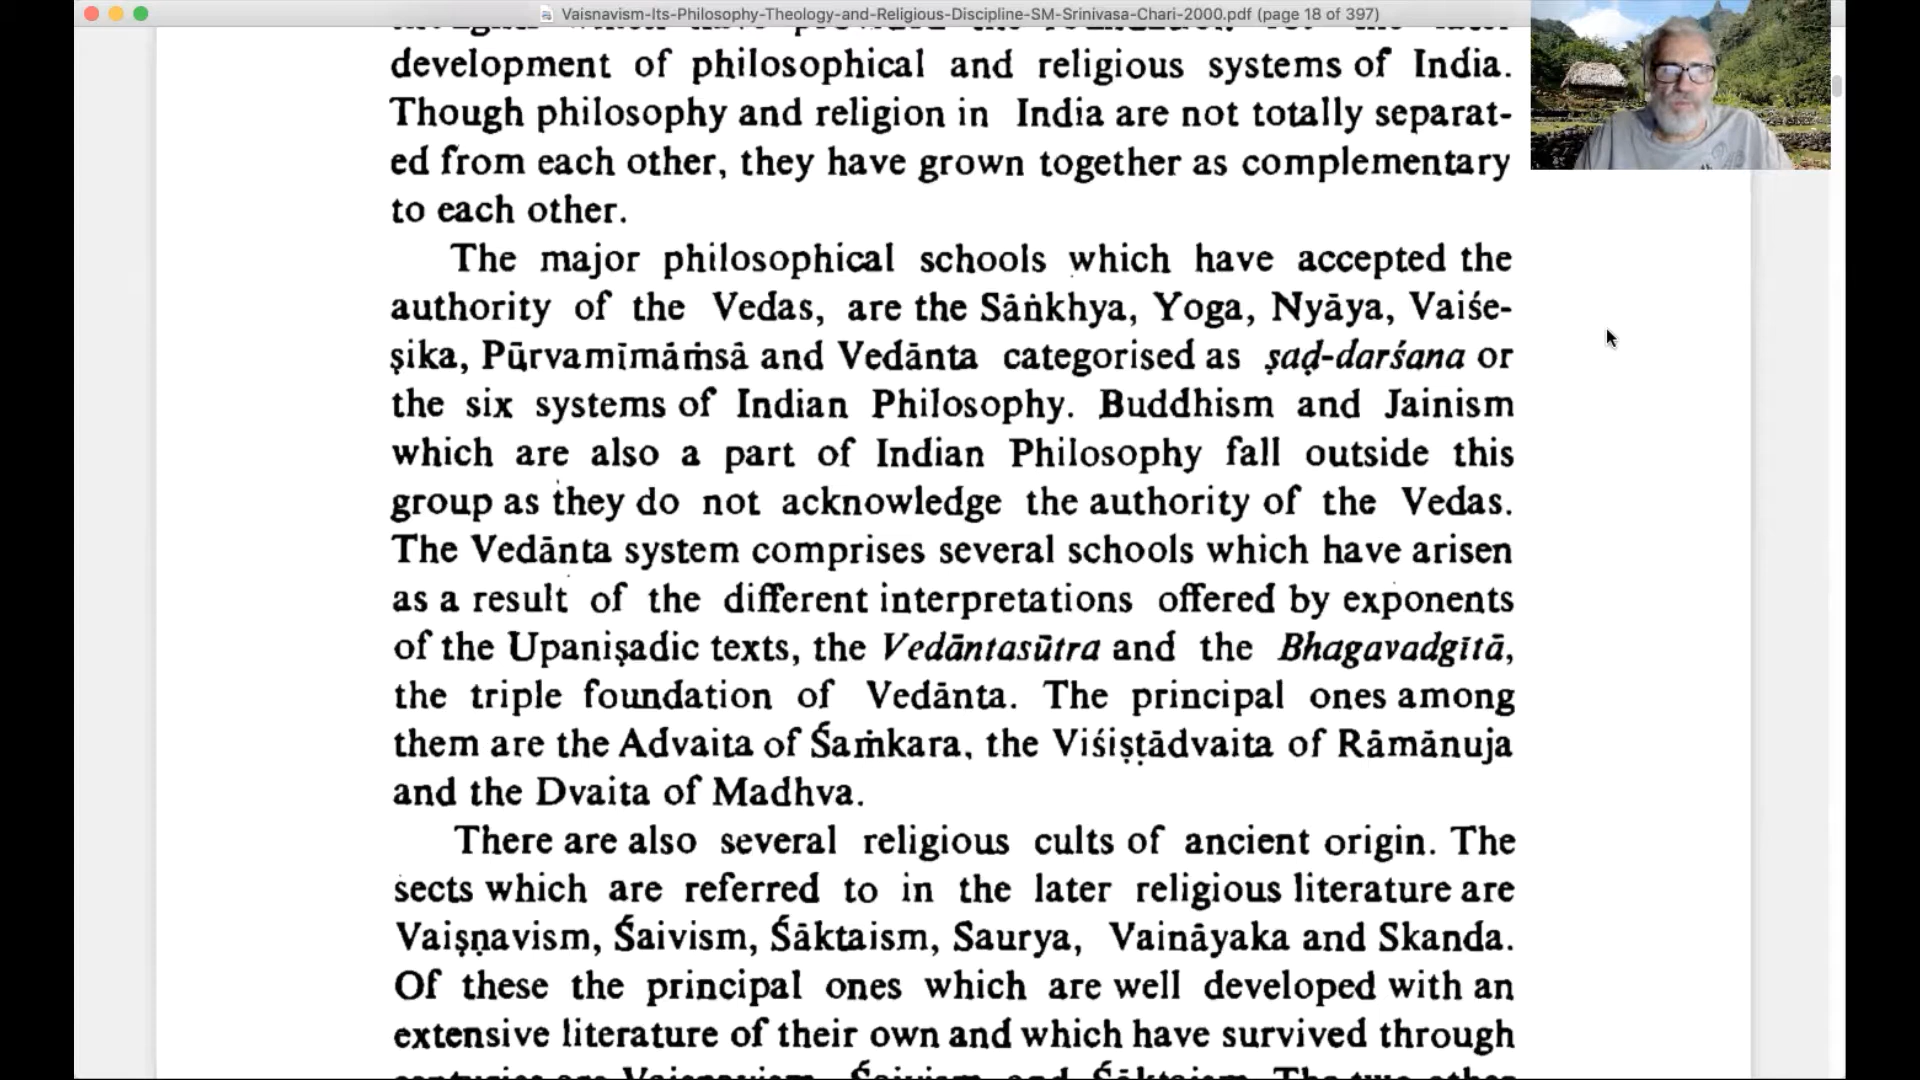 Vaisnavism-Its-Philosophy-Theology-and-Religious-Discipline-SM-Srinivasa-Chari-2000.pdf (page 18 of 397)
development of philosophical and religious systems of India.
Though philosophy and religion in India are not totally separat-
ed from each other, they have grown together as complementary
to each other.
The major philosophical schools which have accepted the
authority of the Vedas, are the Sāṅkhya, Yoga, Nyāya, Vaiśe-
ṣika, Pūrvamīmāṁsā and Vedānta categorised as ṣaḍ-darśana or
the six systems of Indian Philosophy. Buddhism and Jainism
which are also a part of Indian Philosophy fall outside this
group as they do not acknowledge the authority of the Vedas.
The Vedānta system comprises several schools which have arisen
as a result of the different interpretations offered by exponents
of the Upaniṣadic texts, the Vedāntasūtra and the Bhagavadgītā,
the triple foundation of Vedānta. The principal ones among
them are the Advaita of Śaṁkara, the Viśiṣṭādvaita of Rāmānuja
and the Dvaita of Madhva.
There are also several religious cults of ancient origin. The
sects which are referred to in the later religious literature are
Vaiṣṇavism, Śaivism, Śāktaism, Saurya, Vaināyaka and Skanda.
Of these the principal ones which are well developed with an
extensive literature of their own and which have survived through